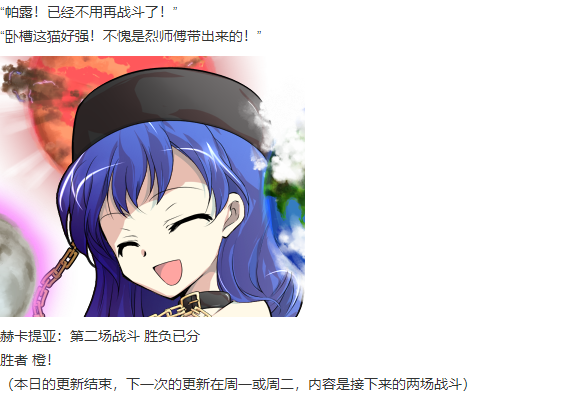 “帕露！已经不用再战斗了！”
“卧槽这猫好强！不愧是烈师傅带出来的！”
赫卡提亚：第二场战斗 胜负已分
胜者 橙！
（本日的更新结束，下一次的更新在周一或周二，内容是接下来的两场战斗）